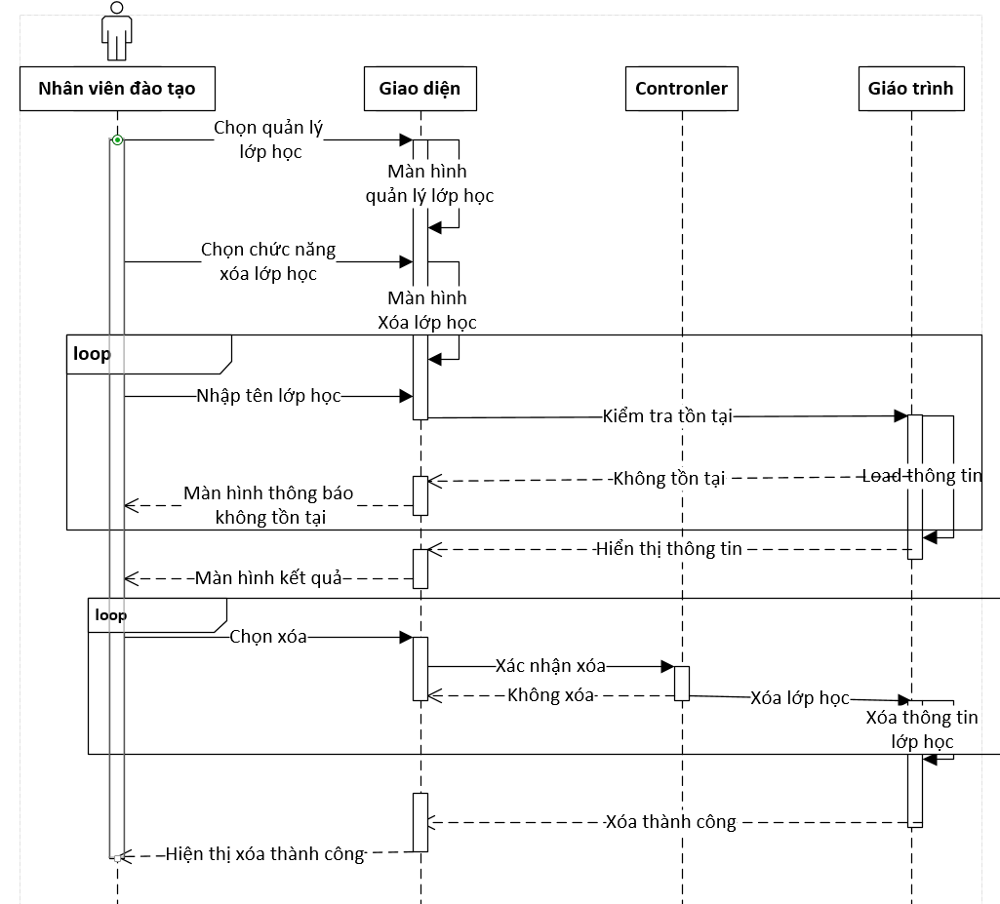 Nhân viên đào tạo
Giao diện
Contronler
Giáo trình
Chọn quản lý
lớp học
Màn hình
quản lý lớp học
Chọn chức năng
xóa lớp học
Màn hình
Xóa lớp học
loop
Nhập tên lớp học
Kiểm tra tồn tại
Không tồn tại
Load thông tin
Màn hình thông báo
không tồn tại
Hiển thị thông tin
Màn hình kết quả
loop
Chọn xóa
Xác nhận xóa
Không xóa
Xóa lớp học
Xóa thông tin
lớp học
Xóa thành công
Hiện thị xóa thành công